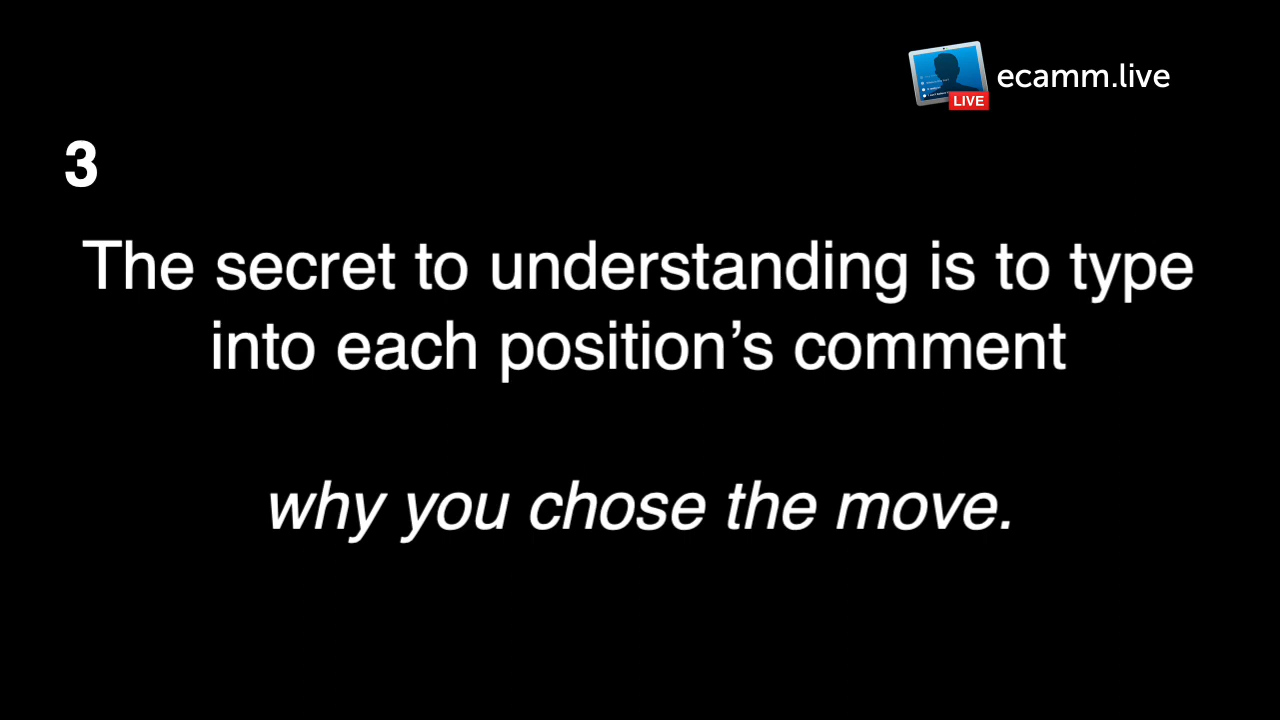 ecamm.live
LIVE
3
The secret to understanding is to type
into each position’s comment
why you chose the move.